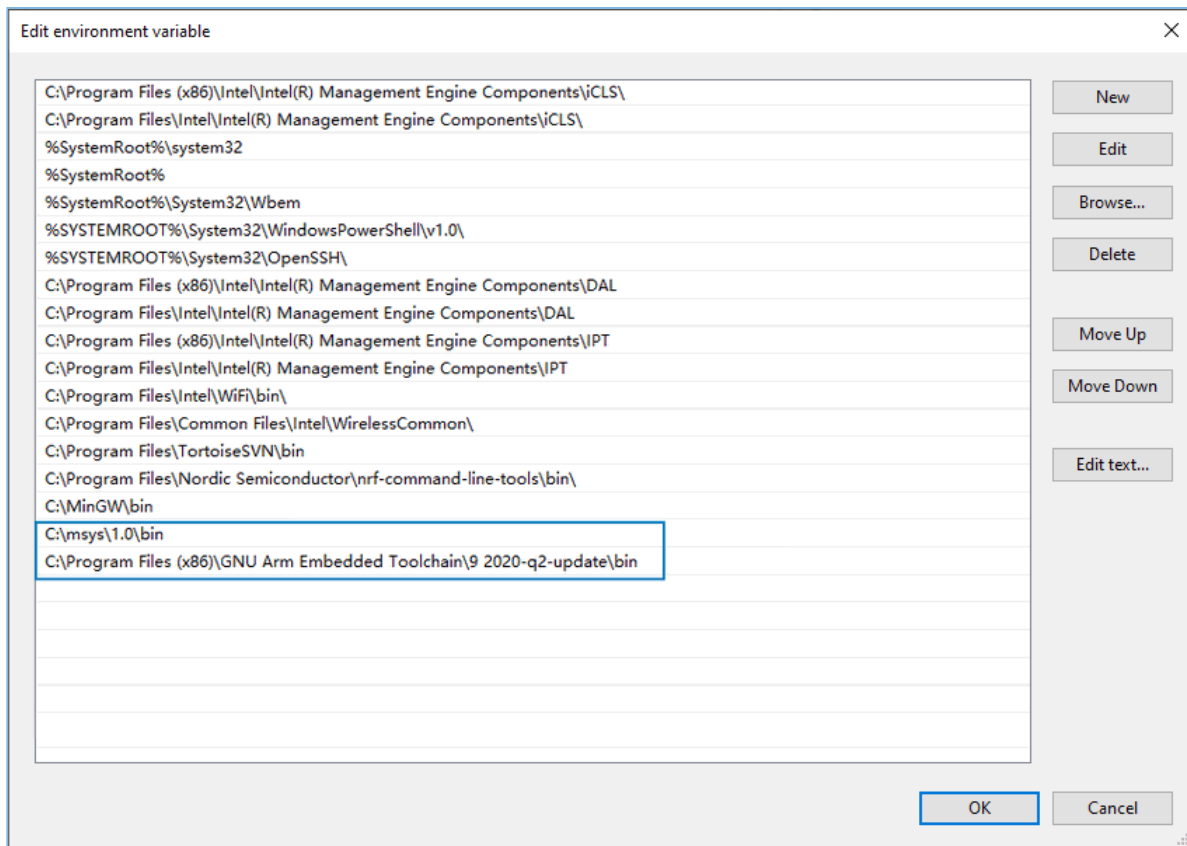 Edit environment variable
C:\Program Files (x86)\Intel\Intel(R) Management Engine Components\iCLS\
C:\Program Files\Intel\Intel(R) Management Engine Components\iCLS\
%SystemRoot%\system32
%SystemRoot%
%SystemRoot%\System32\Wbem
%SYSTEMROOT%\System32\WindowsPowerShell\v1.0\
%SYSTEMROOT%\System32\OpenSSH\
C:\Program Files (x86)\Intel\Intel(R) Management Engine Components\DAL
C:\Program Files\Intel\Intel(R) Management Engine Components\DAL
C:\Program Files (x86)\Intel\Intel(R) Management Engine Components\IPT
C:\Program Files\Intel\Intel(R) Management Engine Components\IPT
C:\Program Files\Intel\WiFi\bin\
C:\Program Files\Common Files\Intel\WirelessCommon\
C:\Program Files\TortoiseSVN\bin
C:\Program Files\Nordic Semiconductor\nrf-command-line-tools\bin\
C:\MinGW\bin
C:\msys\1.0\bin
C:\Program Files (x86)\GNU Arm Embedded Toolchain\9 2020-q2-update\bin
New
Edit
Browse...
Delete
Move Up
Move Down
Edit text...
OK
Cancel